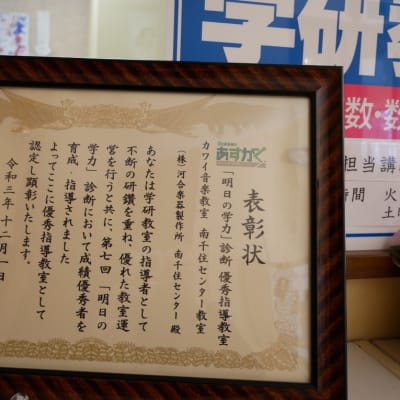 表彰状
Gakken
あすがく
「明日の学力」診断 優秀指導教室
カワイ音楽教室 南千住センター教室
(株)河合楽器製作所 南千住センター 殿
あなたは学研教室の指導者として
不断の研鑽を重ね、優れた教室運
営を行うと共に、第七回「明日の
学力」診断において成績優秀者を
育成・指導されました
よってここに優秀指導教室として
認定し顕彰いたします。
令和三年十二月一日
学研教
数・数
担当講
時間 火
土曜